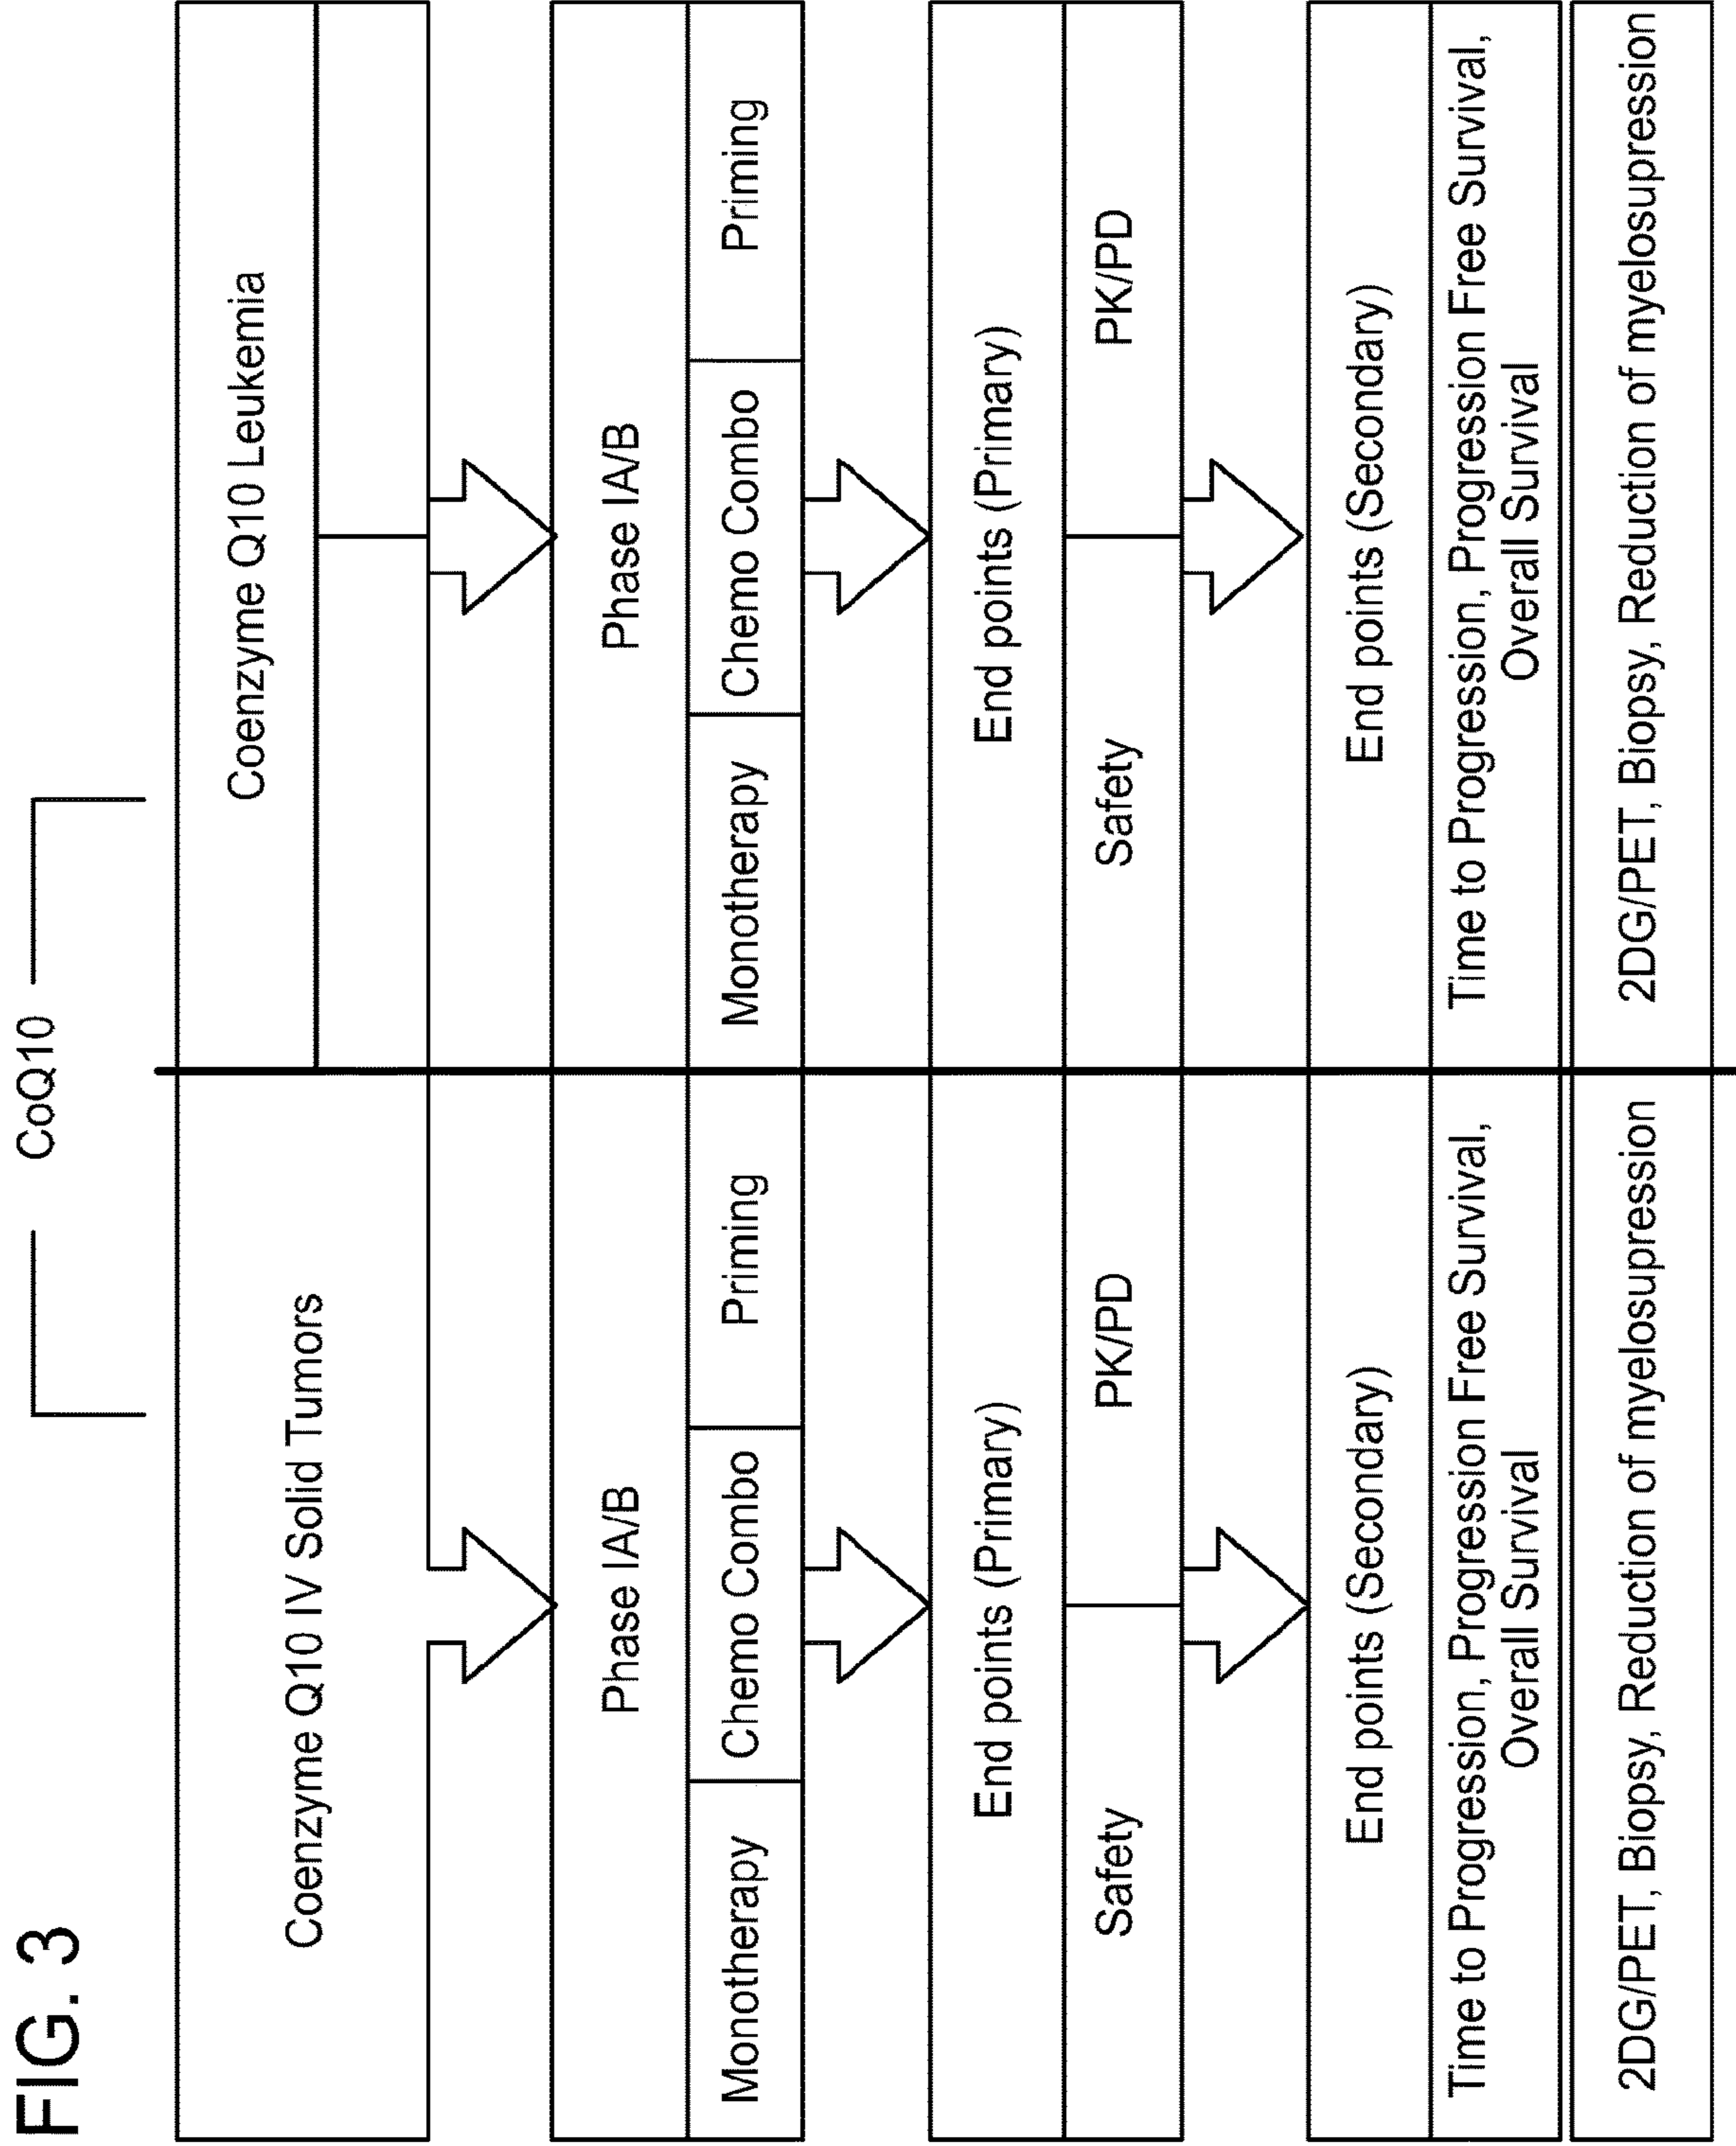 FIG. 3
CoQ10
Coenzyme Q10 IV Solid Tumors
Coenzyme Q10 Leukemia
Phase IA/B
Phase IA/B
Monotherapy
Chemo Combo
Priming
Monotherapy
Chemo Combo
Priming
End points (Primary)
End points (Primary)
Safety
PK/PD
Safety
PK/PD
End points (Secondary)
End points (Secondary)
Time to Progression, Progression Free Survival,
Overall Survival
Time to Progression, Progression Free Survival,
Overall Survival
2DG/PET, Biopsy, Reduction of myelosupression
2DG/PET, Biopsy, Reduction of myelosupression